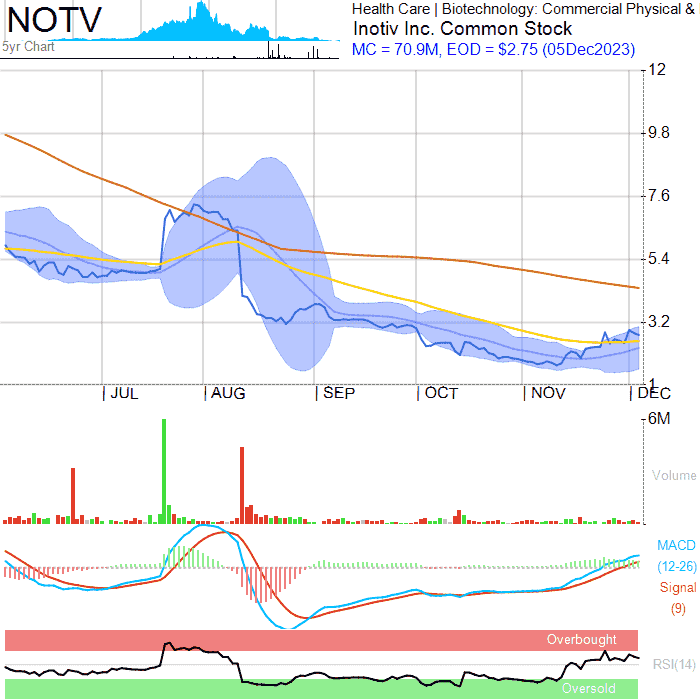 NOTV
5yr Chart
Health Care | Biotechnology: Commercial Physical &
Inotiv Inc. Common Stock
MC = 70.9M, EOD = $2.75 (05Dec2023)
12
9.8
7.6
5.4
3.2
1
JUL AUG SEP OCT NOV DEC
6M
Volume
MACD
(12-26)
Signal
(9)
Overbought
RSI(14)
Oversold